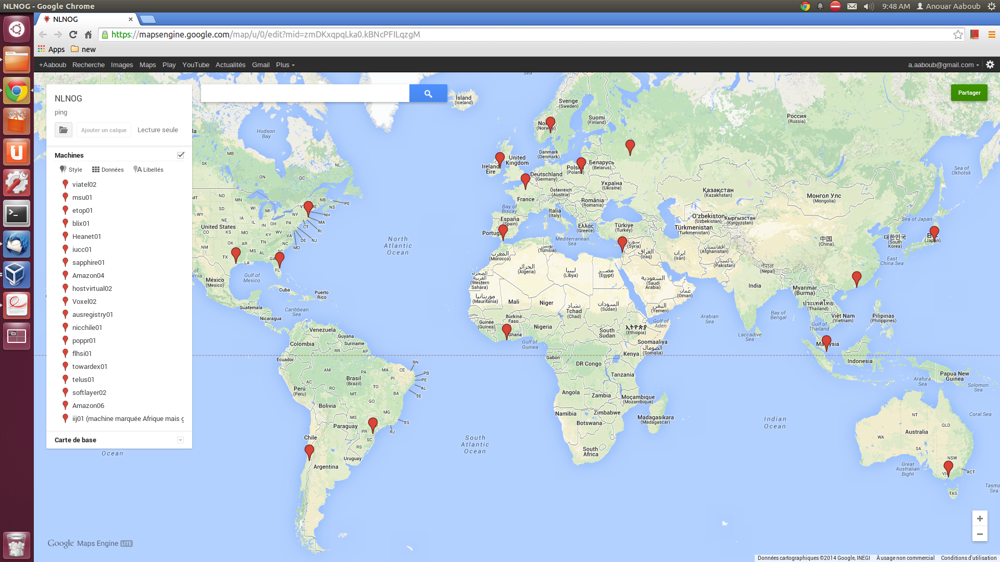 NLNOG - Google Chrome
9:48 AM Anouar Aaboub
NLNOG
https://mapsengine.google.com/map/u/0/edit?mid=zmDKxqpqLka0.kBNcPFILqzgM
Apps new
+Aaboub Recherche Images Maps Play YouTube Actualités Gmail Plus
a.aaboub@gmail.com
NLNOG
ping
Ajouter un calque Lecture seule
Machines
Style Données Libellés
viatel02
msu01
etop01
blix01
Heanet01
iucc01
sapphire01
Amazon04
hostvirtual02
Voxel02
ausregistry01
nicchile01
poppr01
flhsi01
towardex01
telus01
softlayer02
Amazon06
iij01 (machine marquée Afrique mais
Carte de base
Partager
Ísland
(Iceland)
Sverige
(Sweden)
Suomi
(Finland)
Россия
(Russia)
Hudson
Bay
Danmark
(Denmark)
United
Kingdom
Ireland
Éire
Беларусь
(Belarus)
Deutschland
(Germany)
Україна
(Ukraine)
Österreich
(Austria)
France
România
(Romania)
Қазақстан
(Kazakhstan)
Монгол Улс
(Mongolia)
Sea of
Okhotsk
Bay of
Biscay
Italia
(Italy)
España
(Spain)
Ελλάς
(Greece)
Türkiye
(Turkey)
O'zbekiston
(Uzbekistan)
Кыргызстан
(Kyrgyzstan)
Türkmenistan
(Turkmenistan)
Sea of Japan
MB
SK
ON
QC
NL
NB
PE
NS
ND
MN
SD
WI
MI
NY
NH
MA
CT
RI
IA
NE
IL
IN
OH
PA
NJ
DE
MD
United States
KS
MO
KY
WV
VA
NC
OK
AR
TN
SC
NM
TX
LA
MS
AL
FL
North
Atlantic
Ocean
Mediterranean
Sea
تونس
(Tunisia)
سوريا
(Syria)
العراق
(Iraq)
ایران
(Iran)
افغانستان
(Afghanistan)
پاکستان
(Pakistan)
中国
(China)
대한민국
(South
Korea)
(Japan)
East
China Sea
المغرب
(Morocco)
الجزائر
(Algeria)
ليبيا
(Libya)
مصر
(Egypt)
السعودية
(Saudi
Arabia)
नेपाल
(Nepal)
Gulf of
Mexico
México
(Mexico)
Cuba
Puerto
Rico
الصحراء
الغربية
(Western
Sahara)
موريتانيا
(Mauritania)
Mali
Niger
تشاد
Tchad
(Chad)
السودان
(Sudan)
عُمان
(Oman)
اليمن
(Yemen)
India
Myanmar
(Burma)
ประเทศไทย
(Thailand)
Việt Nam
(Vietnam)
Pilipinas
(Philippines)
Guatemala
Caribbean
Sea
Nicaragua
Burkina
Faso
Guinée
(Guinea)
Ghana
Nigeria
South
Sudan
ኢትዮጵያ
(Ethiopia)
Gulf of
Aden
Arabian
Sea
Bay of
Bengal
Gulf of
Thailand
Laccadive
Sea
Venezuela
Guyana
Suriname
Colombia
Gulf of
Guinea
Soomaaliya
الصومال
(Somalia)
Kenya
Ecuador
RR
AP
Gabon
DR Congo
Indonesia
Papua New
Guinea
Arafura
Sea
Solomon
Sea
AM
PA
MA
CE
RN
PB
PE
AL
SE
PI
AC
RO
TO
BA
MT
GO
MG
ES
RJ
MS
PR
SC
RS
Brasil
(Brazil)
Perú
(Peru)
Bolivia
Tanzania
Angola
Zambia
Moçambique
(Mozambique)
Namibia
Zimbabwe
Botswana
Madagasikara
(Madagascar)
Indian
Ocean
Coral Sea
NT
QLD
WA
Australia
SA
NSW
ACT
TAS
Paraguay
Chile
Uruguay
Argentina
South
Atlantic
Ocean
South
Africa
Great
Australian
Bight
Ocean
Google Maps Engine LITE
Données cartographiques ©2014 Google, INEGI À usage non commercial Conditions d'utilisation